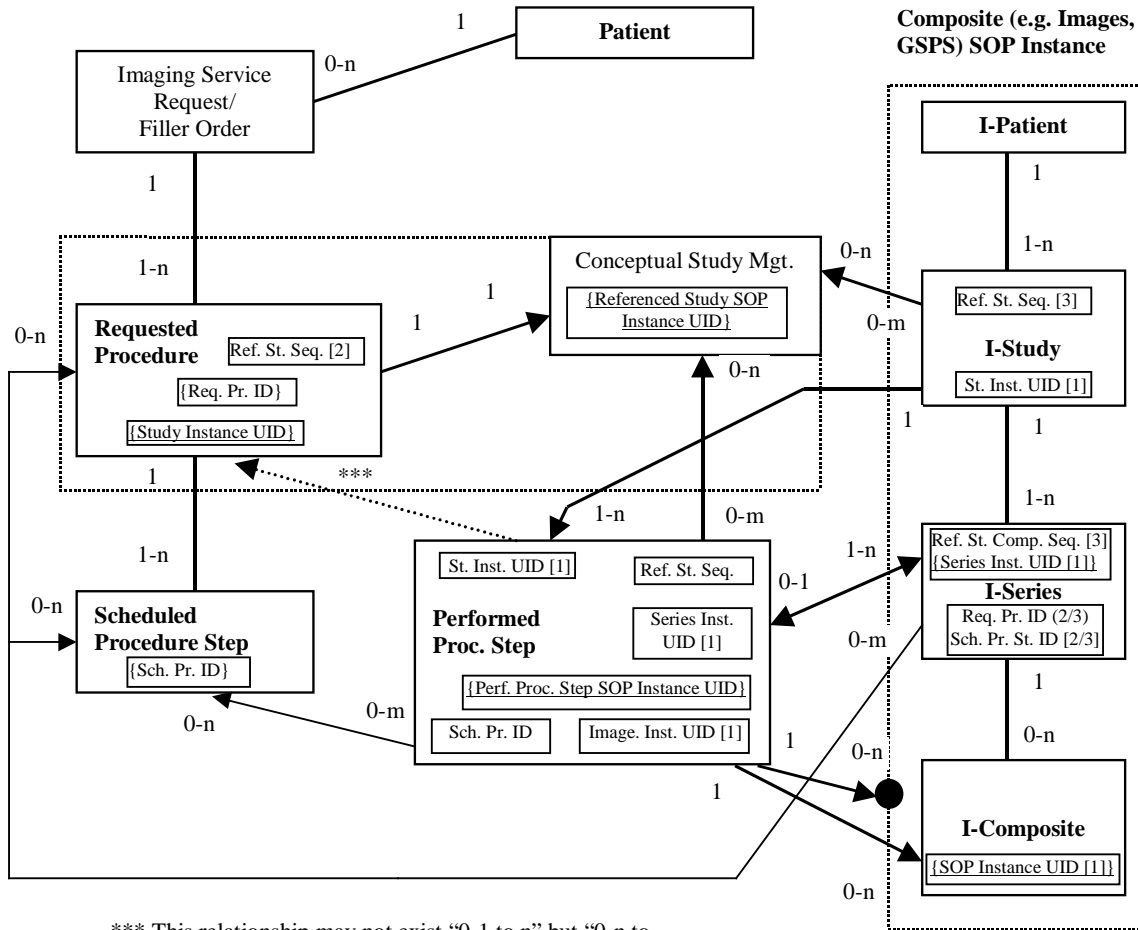 Patient
Composite (e.g. Images,
GSPS) SOP Instance
1
0-n
Imaging Service
Request/
Filler Order
I-Patient
1
1
1-n
1-n
Conceptual Study Mgt.
{Referenced Study SOP
Instance UID}
0-n
0-m
Ref. St. Seq. [3]
I-Study
St. Inst. UID [1]
1
1
0-n
Requested
Procedure
Ref. St. Seq. [2]
{Req. Pr. ID}
{Study Instance UID}
1
0-n
1
***
1-n
0-m
1-n
1-n
Ref. St. Comp. Seq. [3]
{Series Inst. UID [1]}
I-Series
Req. Pr. ID (2/3)
Sch. Pr. St. ID [2/3]
1-n
0-1
0-m
St. Inst. UID [1]
Ref. St. Seq.
Performed
Proc. Step
Series Inst.
UID [1]
{Perf. Proc. Step SOP Instance UID}
Sch. Pr. ID
Image. Inst. UID [1]
0-n
Scheduled
Procedure Step
{Sch. Pr. ID}
0-n
0-m
1
0-n
1
0-n
1
I-Composite
{SOP Instance UID [1]}
0-n
*** This relationship may not exist “0-1 to n” but “0-n to